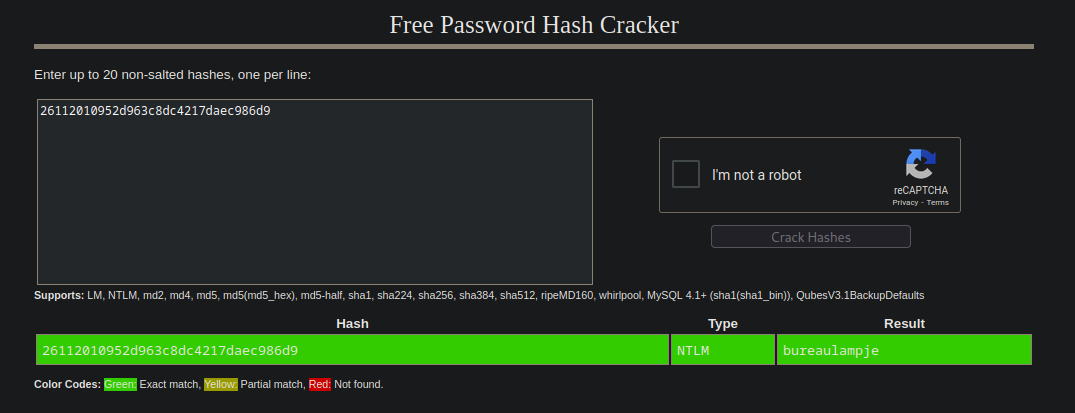 Free Password Hash Cracker
Enter up to 20 non-salted hashes, one per line:
26112010952d963c8dc4217daec986d9
I'm not a robot
reCAPTCHA
Privacy - Terms
Crack Hashes
Supports: LM, NTLM, md2, md4, md5, md5(md5_hex), md5-half, sha1, sha224, sha256, sha384, sha512, ripeMD160, whirlpool, MySQL 4.1+ (sha1(sha1_bin)), QubesV3.1BackupDefaults
Hash Type Result
26112010952d963c8dc4217daec986d9 NTLM bureaulampje
Color Codes: Green: Exact match, Yellow: Partial match, Red: Not found.